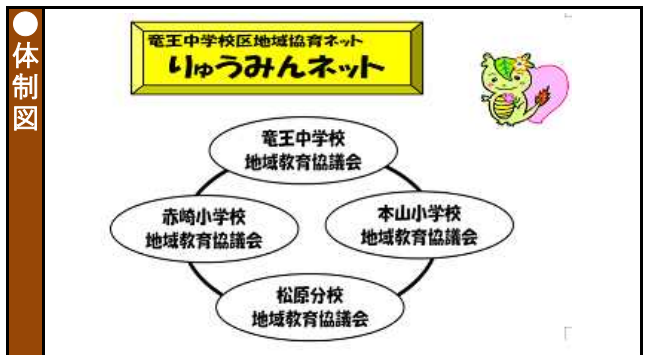 ●体制図
竜王中学校区地域協育ネット
りゅうみんネット
竜王中学校
地域教育協議会
赤崎小学校
地域教育協議会
本山小学校
地域教育協議会
松原分校
地域教育協議会